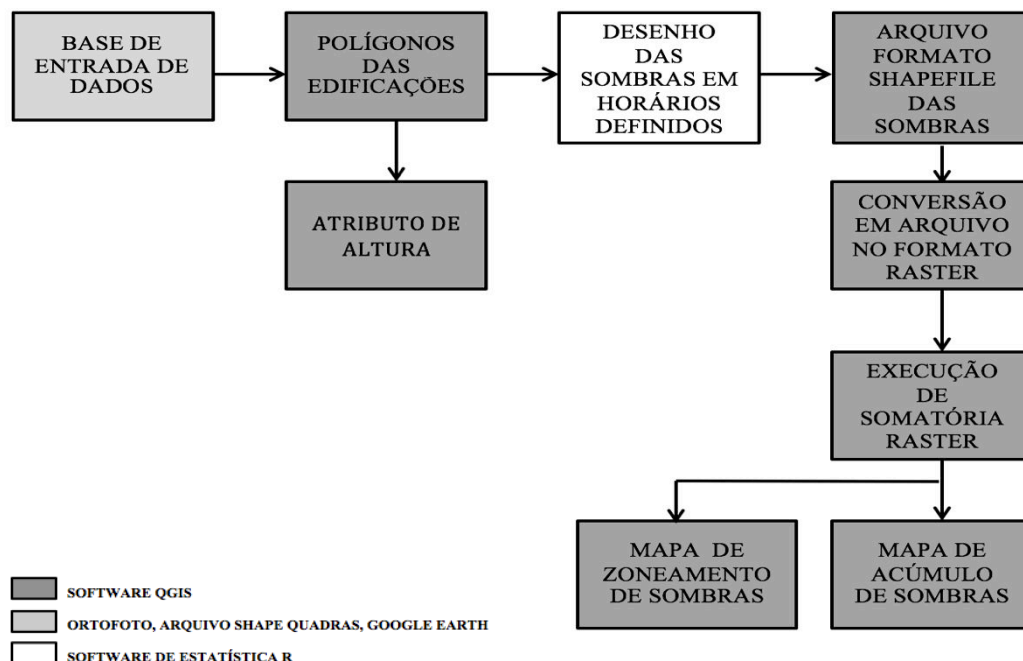 BASE DE
ENTRADA DE
DADOS
POLÍGONOS
DAS
EDIFICAÇÕES
DESENHO
DAS
SOMBRAS EM
HORÁRIOS
DEFINIDOS
ARQUIVO
FORMATO
SHAPEFILE
DAS
SOMBRAS
ATRIBUTO DE
ALTURA
CONVERSÃO
EM ARQUIVO
NO FORMATO
RASTER
EXECUÇÃO
DE
SOMATÓRIA
RASTER
MAPA DE
ZONEAMENTO
DE SOMBRAS
MAPA DE
ACÚMULO
DE SOMBRAS
SOFTWARE QGIS
ORTOFOTO, ARQUIVO SHAPE QUADRAS, GOOGLE EARTH
SOFTWARE DE ESTATÍSTICA R